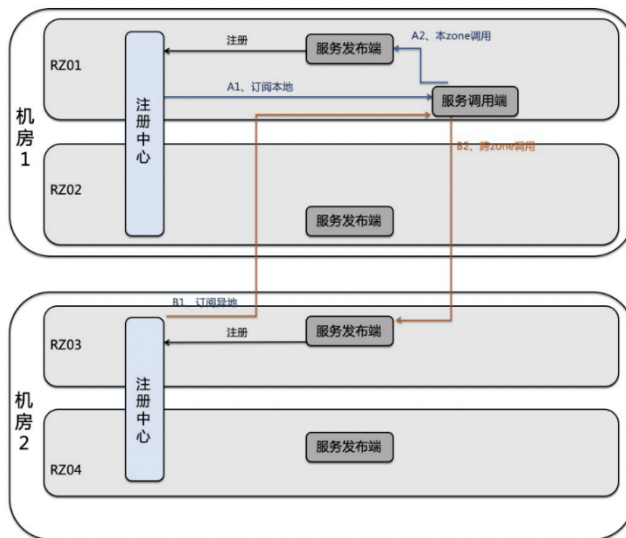 机房1
RZ01
注册
服务发布端
A2、本zone调用
A1、订阅本地
服务调用端
注册中心
B2、跨zone调用
RZ02
服务发布端
机房2
B1、订阅异地
RZ03
注册
服务发布端
注册中心
服务发布端
RZ04